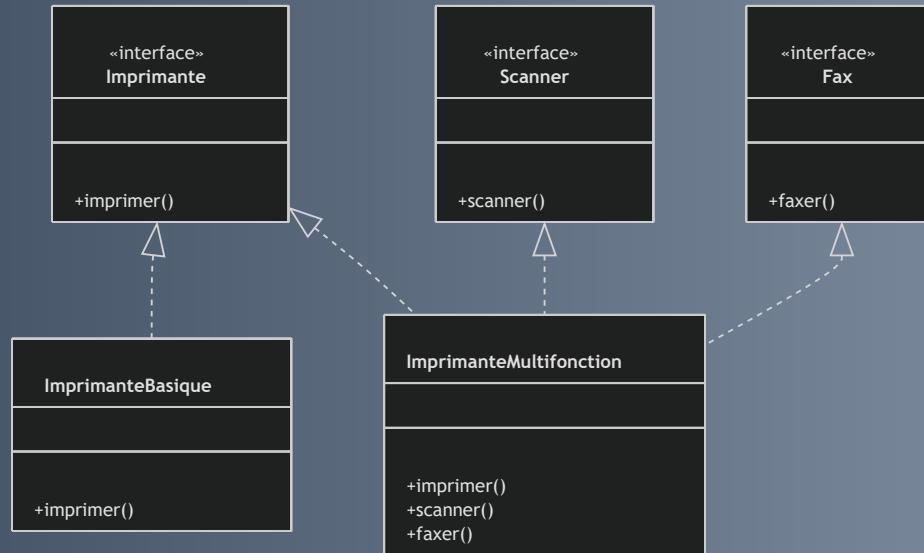 «interface»
Imprimante
+imprimer()
«interface»
Scanner
+scanner()
«interface»
Fax
+faxer()
ImprimanteBasique
+imprimer()
ImprimanteMultifonction
+imprimer()
+scanner()
+faxer()